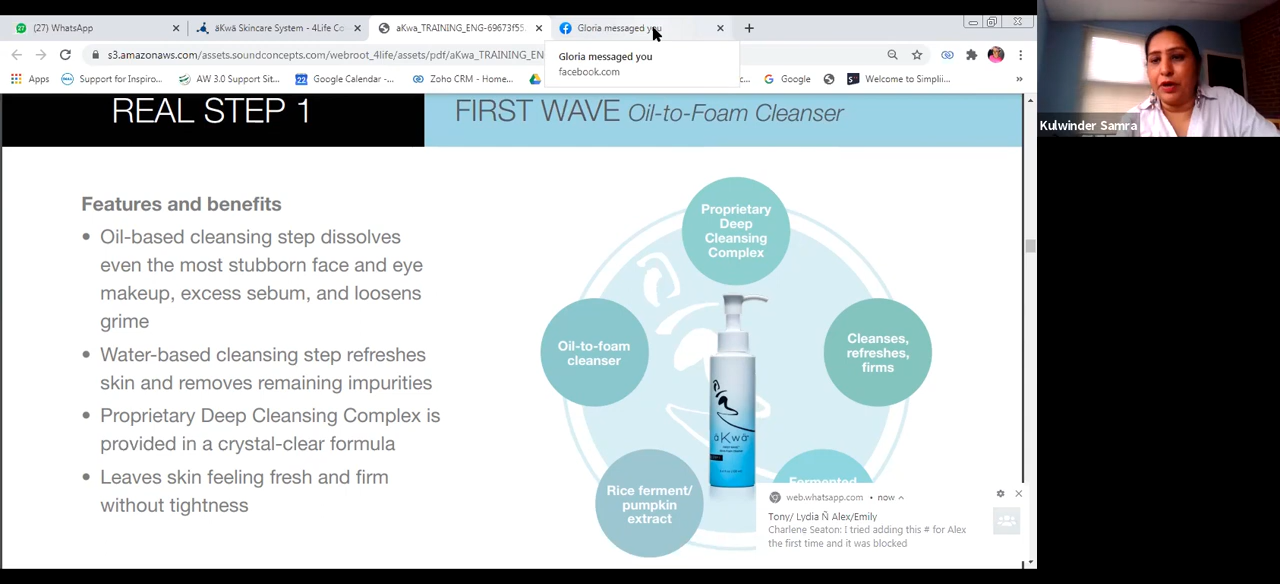 (27) WhatsApp
äKwä Skincare System - 4Life Co
aKwa_TRAINING_ENG-69673f55
Gloria messaged you
s3.amazonaws.com/assets.soundconcepts.com/webroot_4life/assets/pdf/aKwa_TRAINING_EN
Gloria messaged you
facebook.com
Apps
Support for Inspiro...
AW 3.0 Support Sit...
Google Calendar...
Zoho CRM - Home...
Google
Welcome to Simplii...
»
REAL STEP 1
FIRST WAVE Oil-to-Foam Cleanser
Kulwinder Samra
Features and benefits
• Oil-based cleansing step dissolves
even the most stubborn face and eye
makeup, excess sebum, and loosens
grime
• Water-based cleansing step refreshes
skin and removes remaining impurities
• Proprietary Deep Cleansing Complex is
provided in a crystal-clear formula
• Leaves skin feeling fresh and firm
without tightness
Proprietary
Deep
Cleansing
Complex
Oil-to-foam
cleanser
Cleanses,
refreshes,
firms
äKwä
Rice ferment/
pumpkin
extract
Fermented
web.whatsapp.com • now
Tony/ Lydia Ñ Alex/Emily
Charlene Seaton: I tried adding this # for Alex
the first time and it was blocked